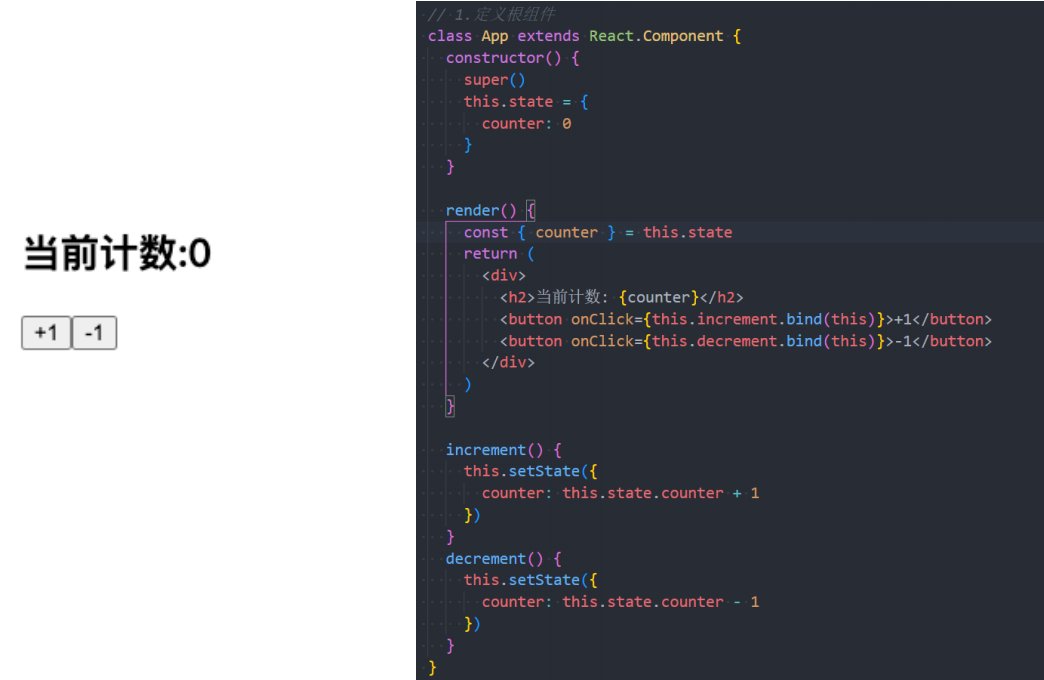 当前计数:0
+1 -1
// 1.定义根组件
class App extends React.Component {
  constructor() {
    super()
    this.state = {
      counter: 0
    }
  }

  render() {
    const { counter } = this.state
    return (
      <div>
        <h2>当前计数: {counter}</h2>
        <button onClick={this.increment.bind(this)}>+1</button>
        <button onClick={this.decrement.bind(this)}>-1</button>
      </div>
    )
  }

  increment() {
    this.setState({
      counter: this.state.counter + 1
    })
  }
  decrement() {
    this.setState({
      counter: this.state.counter - 1
    })
  }
}